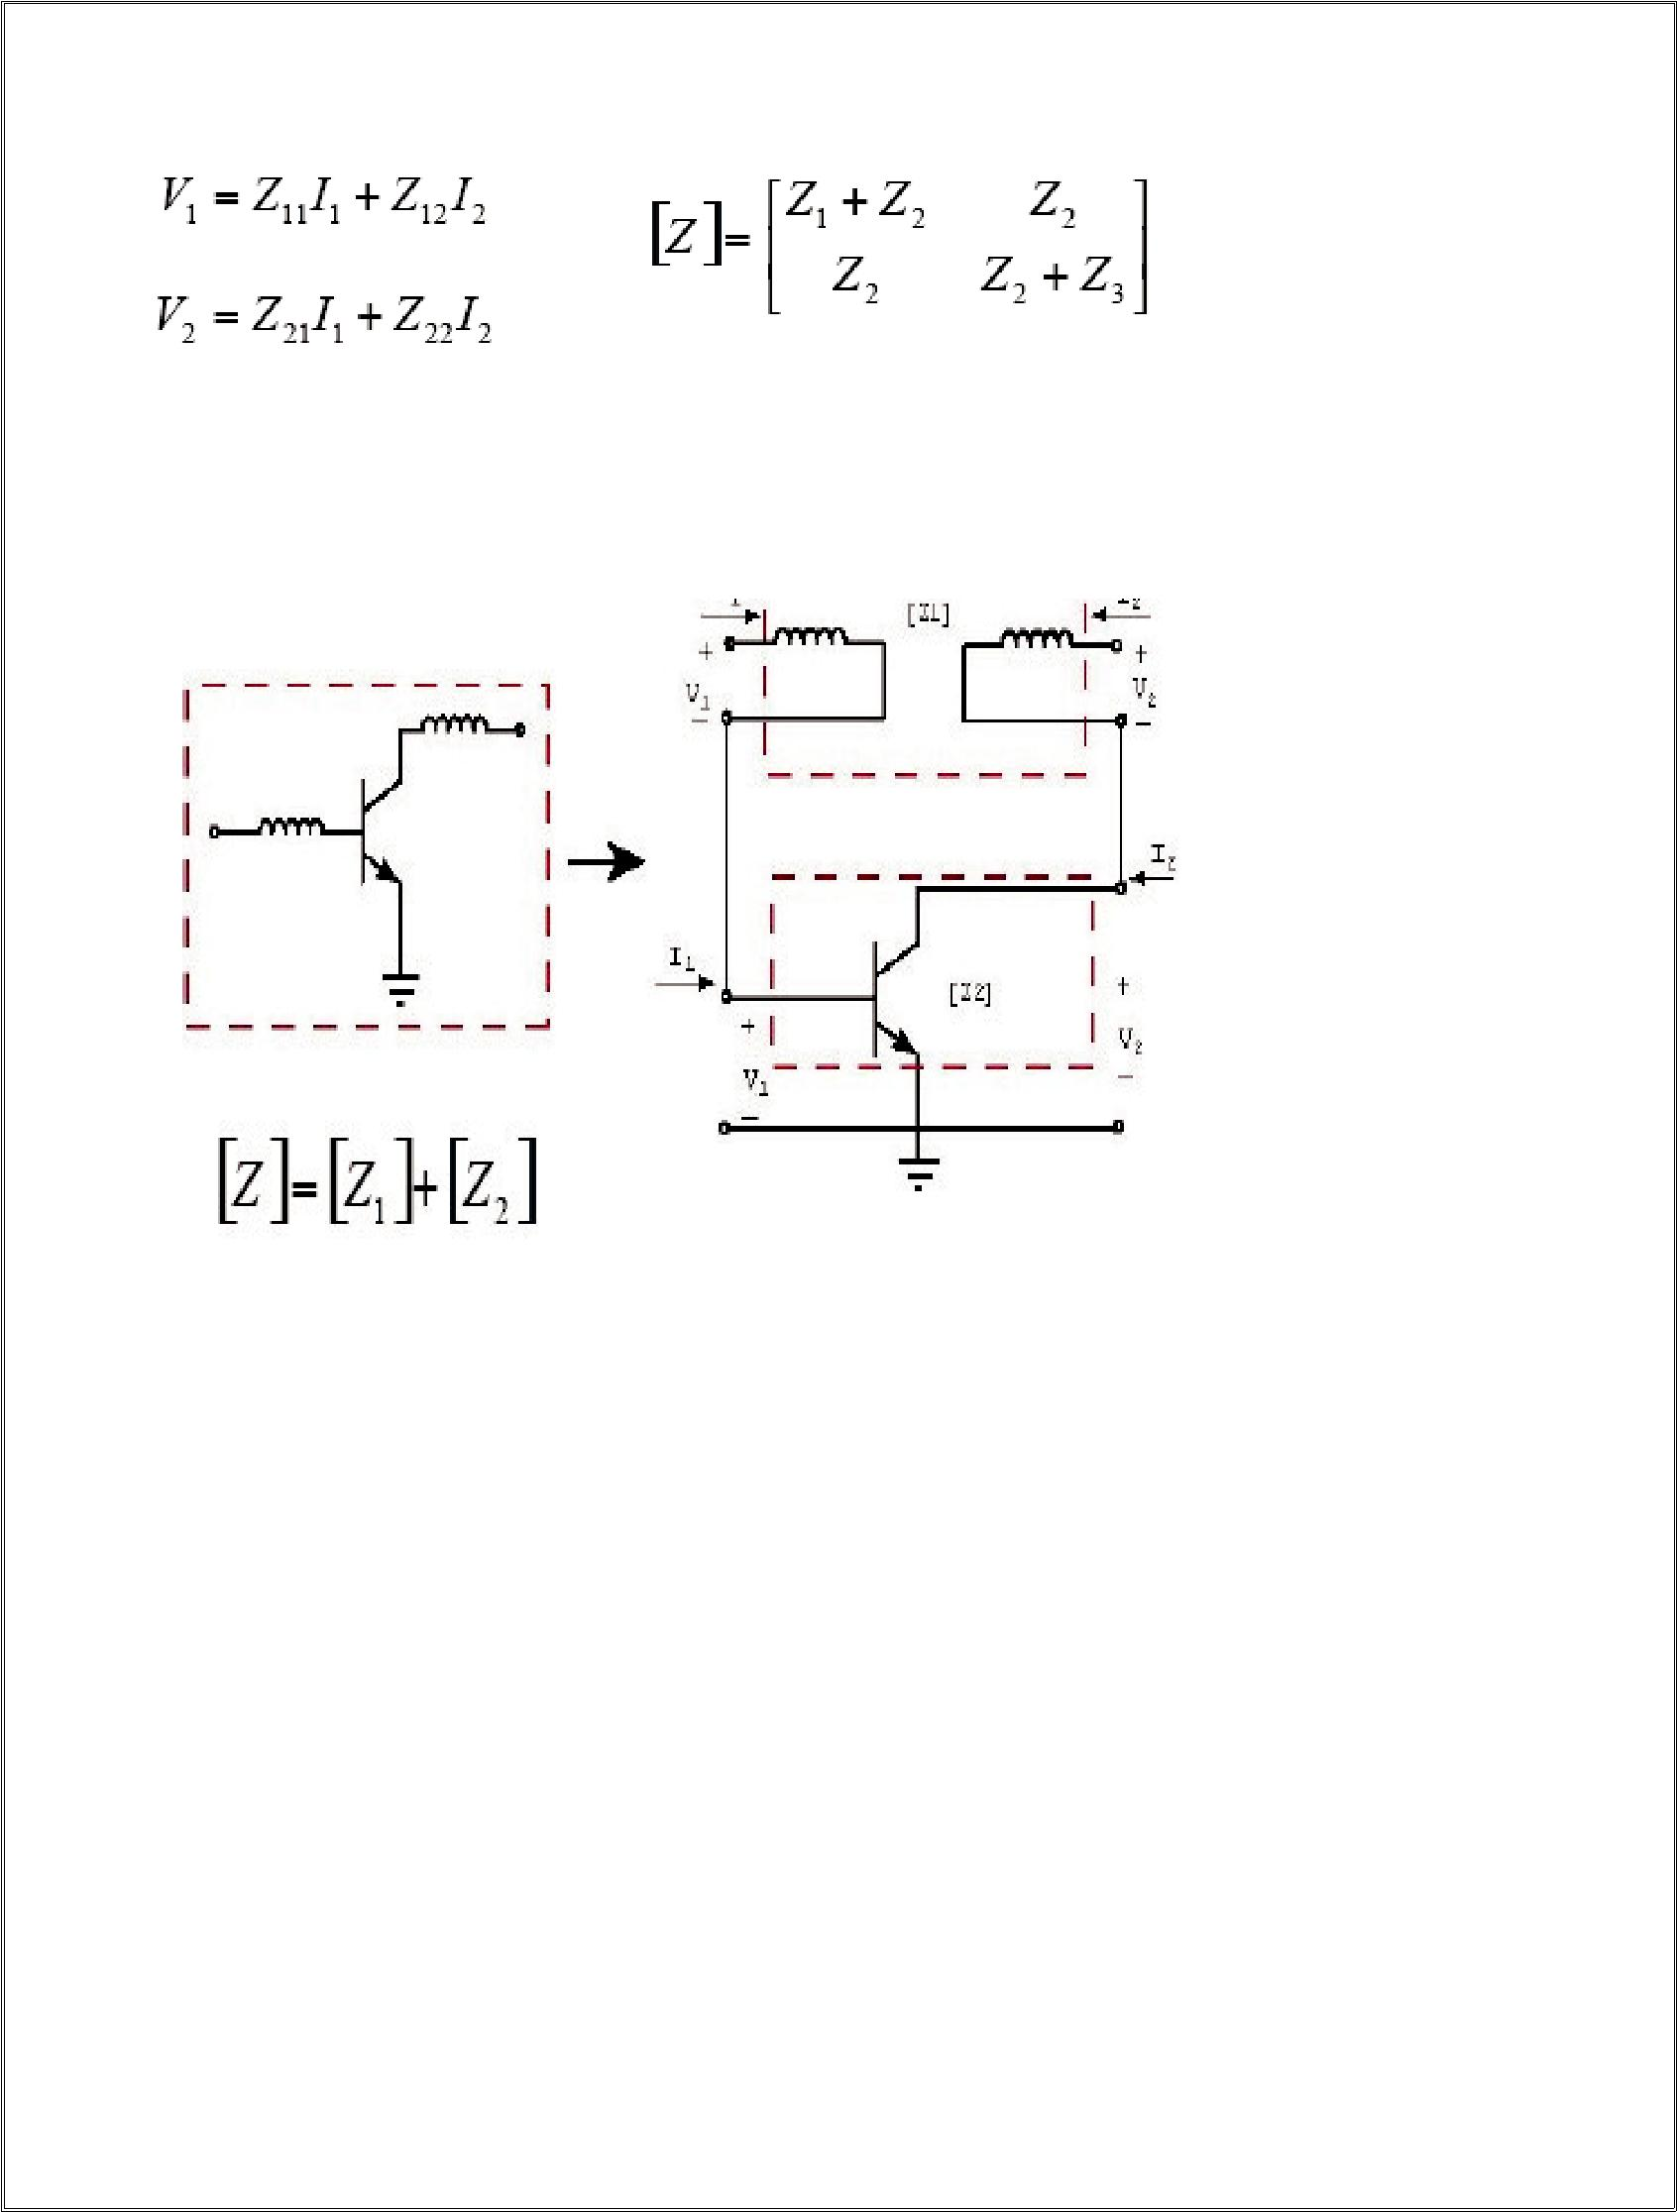 V₁ = Z₁₁I₁ + Z₁₂I₂
V₂ = Z₂₁I₁ + Z₂₂I₂
[Z] = [Z₁ + Z₂ Z₂
Z₂ Z₂ + Z₃]
[Z1]
I₂
+ +
V₁ V₂
− −
I₂
I₁
[Z2]
+ +
V₁ V₂
− −
[Z] = [Z₁] + [Z₂]